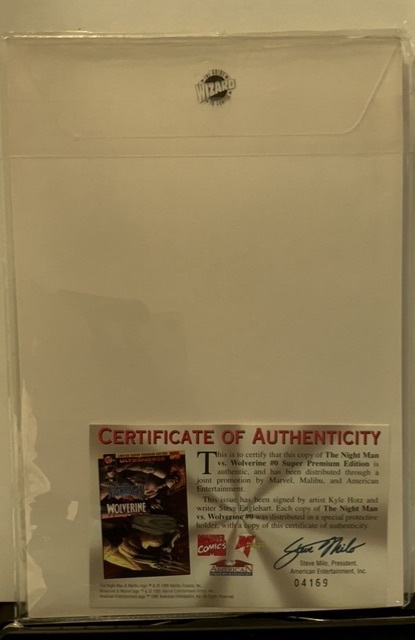 WIZARD
CERTIFICATE OF AUTHENTICITY
This is to certify that this copy of The Night Man
vs. Wolverine #0 Super Premium Edition is
authentic, and has been distributed through a
joint promotion by Marvel, Malibu, and American
Entertainment.
This issue has been signed by artist Kyle Hotz and
writer Steve Englehart. Each copy of The Night Man
vs. Wolverine #0 was distributed in a special protective
holder, with a copy of this certificate of authenticity.
WOLVERINE
COMICS
AMERICAN
Steve Milo, President,
American Entertainment, Inc.
04169